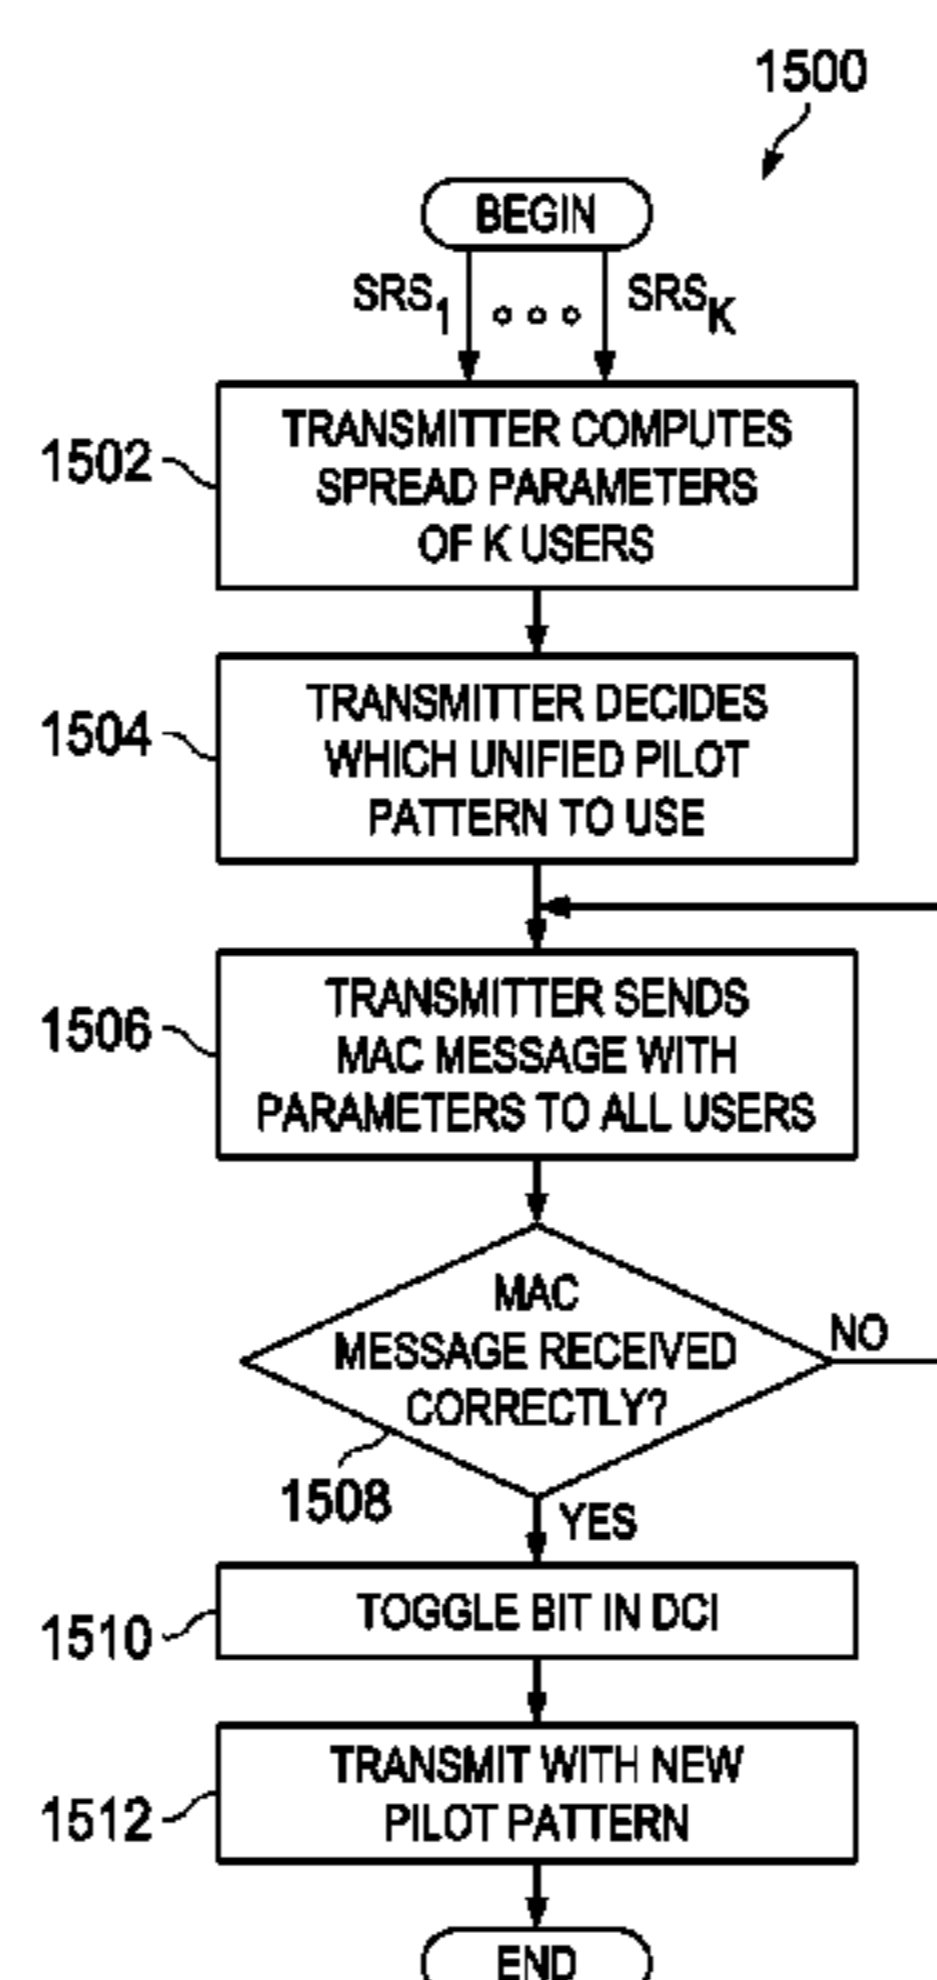 1500
BEGIN
SRS1
SRSK
1502
TRANSMITTER COMPUTES
SPREAD PARAMETERS
OF K USERS
1504
TRANSMITTER DECIDES
WHICH UNIFIED PILOT
PATTERN TO USE
1506
TRANSMITTER SENDS
MAC MESSAGE WITH
PARAMETERS TO ALL USERS
MAC
MESSAGE RECEIVED
CORRECTLY?
NO
1508
YES
1510
TOGGLE BIT IN DCI
1512
TRANSMIT WITH NEW
PILOT PATTERN
END